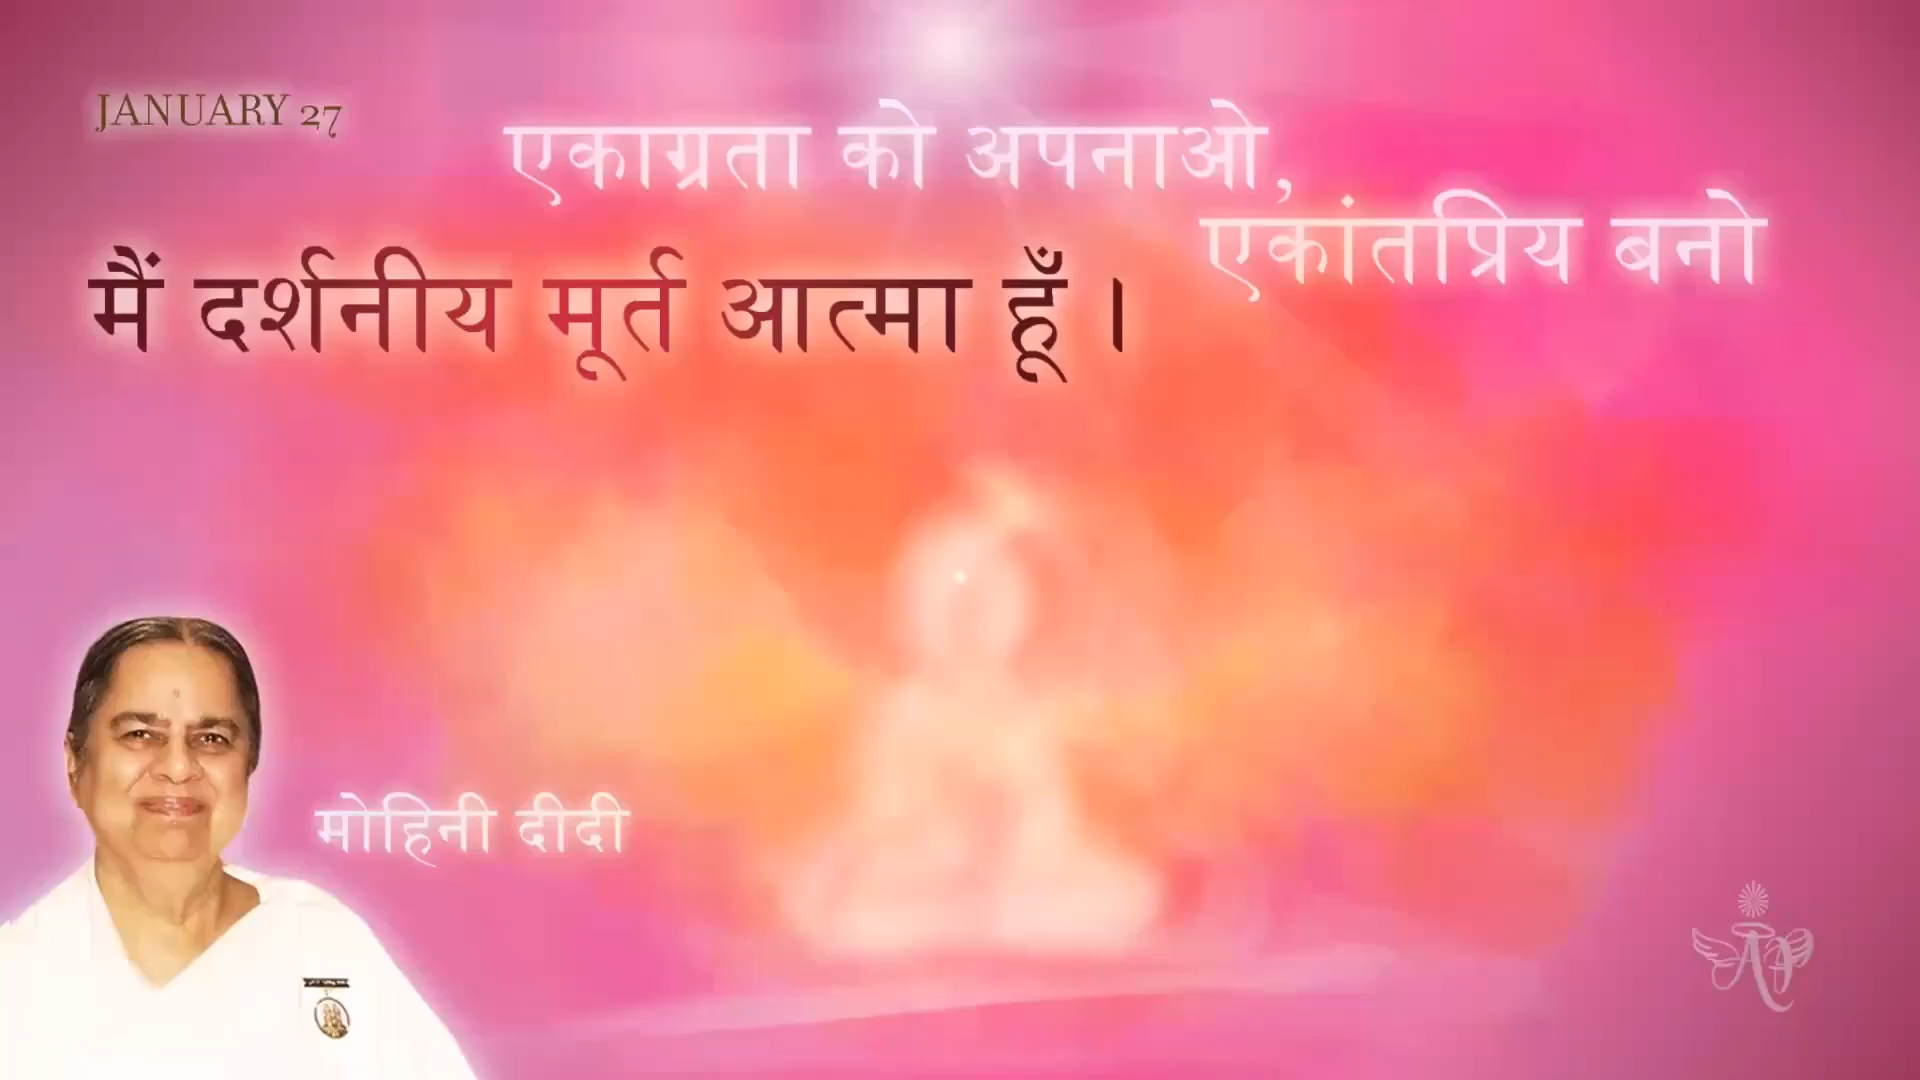 JANUARY 27
एकाग्रता को अपनाओ,
एकांतप्रिय बनो
मैं दर्शनीय मूर्त आत्मा हूँ ।
मोहिनी दीदी